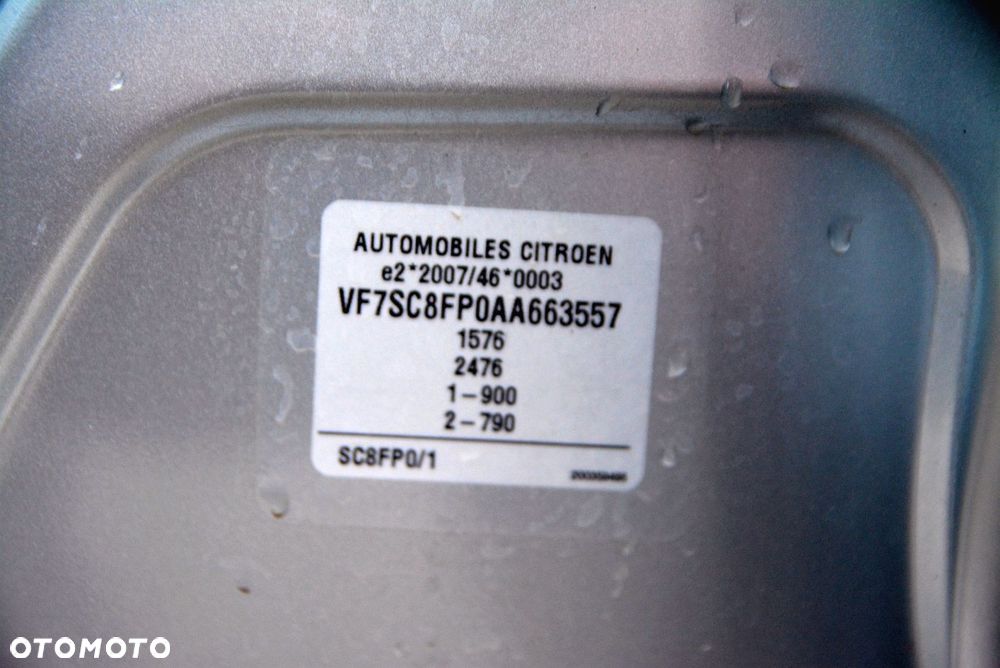 AUTOMOBILES CITROEN
e2*2007/46*0003
VF7SC8FP0AA663557
1576
2476
1-900
2-790
SC8FP0/1
OTOMOTO